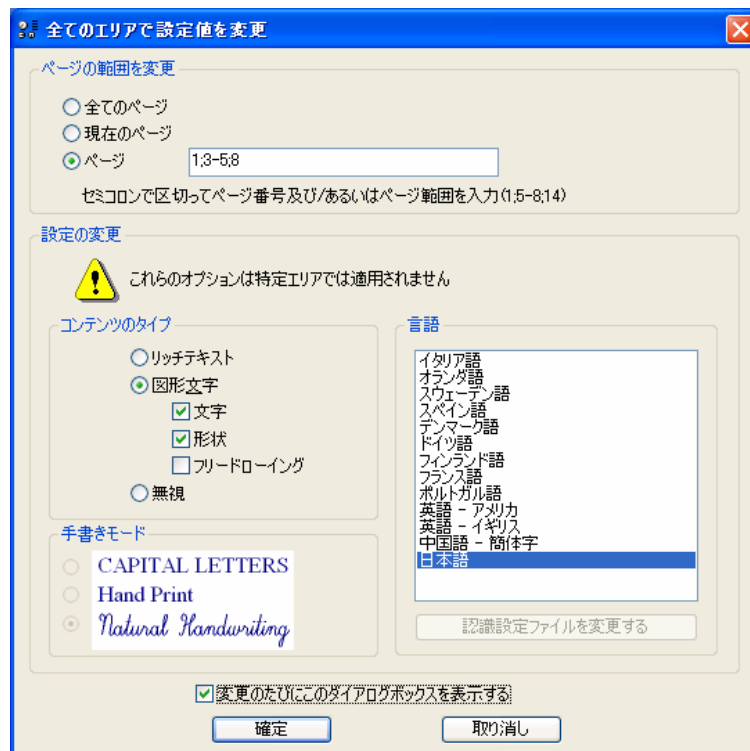 全てのエリアで設定値を変更
ページの範囲を変更
全てのページ
現在のページ
ページ 1;3-5;8
セミコロンで区切ってページ番号及び/あるいはページ範囲を入力(1;5-8;14)
設定の変更
これらのオプションは特定エリアでは適用されません
コンテンツのタイプ
リッチテキスト
図形文字
文字
形状
フリードローイング
無視
手書きモード
CAPITAL LETTERS
Hand Print
Natural Handwriting
言語
イタリア語
オランダ語
スウェーデン語
スペイン語
デンマーク語
ドイツ語
フィンランド語
フランス語
ポルトガル語
英語 - アメリカ
英語 - イギリス
中国語 - 簡体字
日本語
認識設定ファイルを変更する
変更のたびにこのダイアログボックスを表示する
確定 取り消し